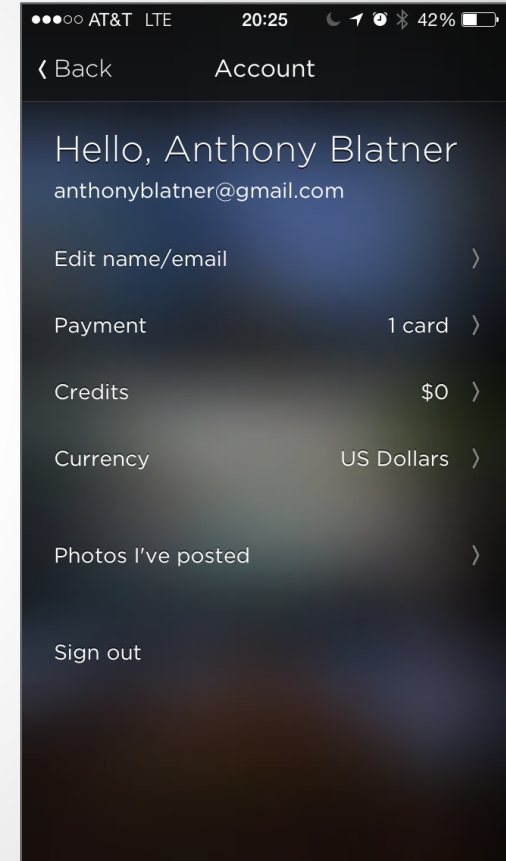 AT&T LTE 20:25 42%
Back Account
Hello, Anthony Blatner
anthonyblatner@gmail.com
Edit name/email
Payment 1 card
Credits $0
Currency US Dollars
Photos I've posted
Sign out